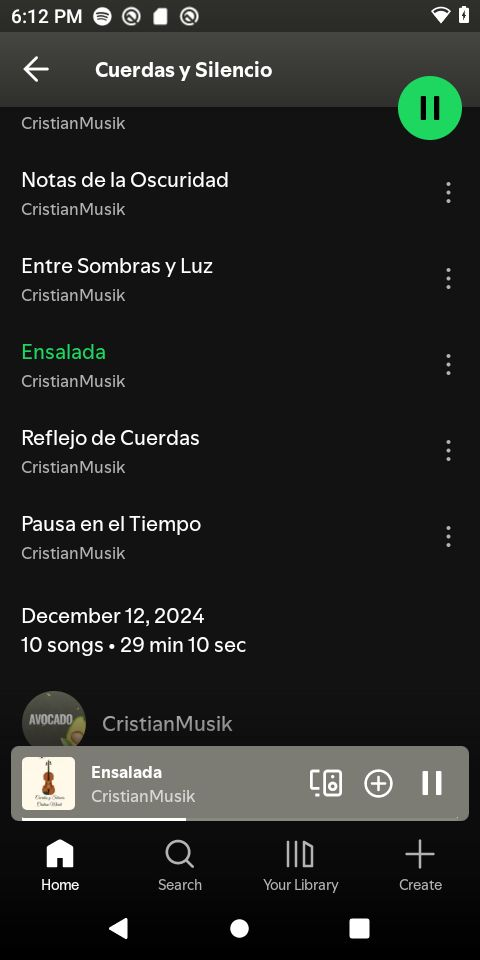 6:12 PM
Cuerdas y Silencio
CristianMusik
Notas de la Oscuridad
CristianMusik
Entre Sombras y Luz
CristianMusik
Ensalada
CristianMusik
Reflejo de Cuerdas
CristianMusik
Pausa en el Tiempo
CristianMusik
December 12, 2024
10 songs • 29 min 10 sec
AVOCADO
CristianMusik
Ensalada
CristianMusik
Home
Search
Your Library
Create